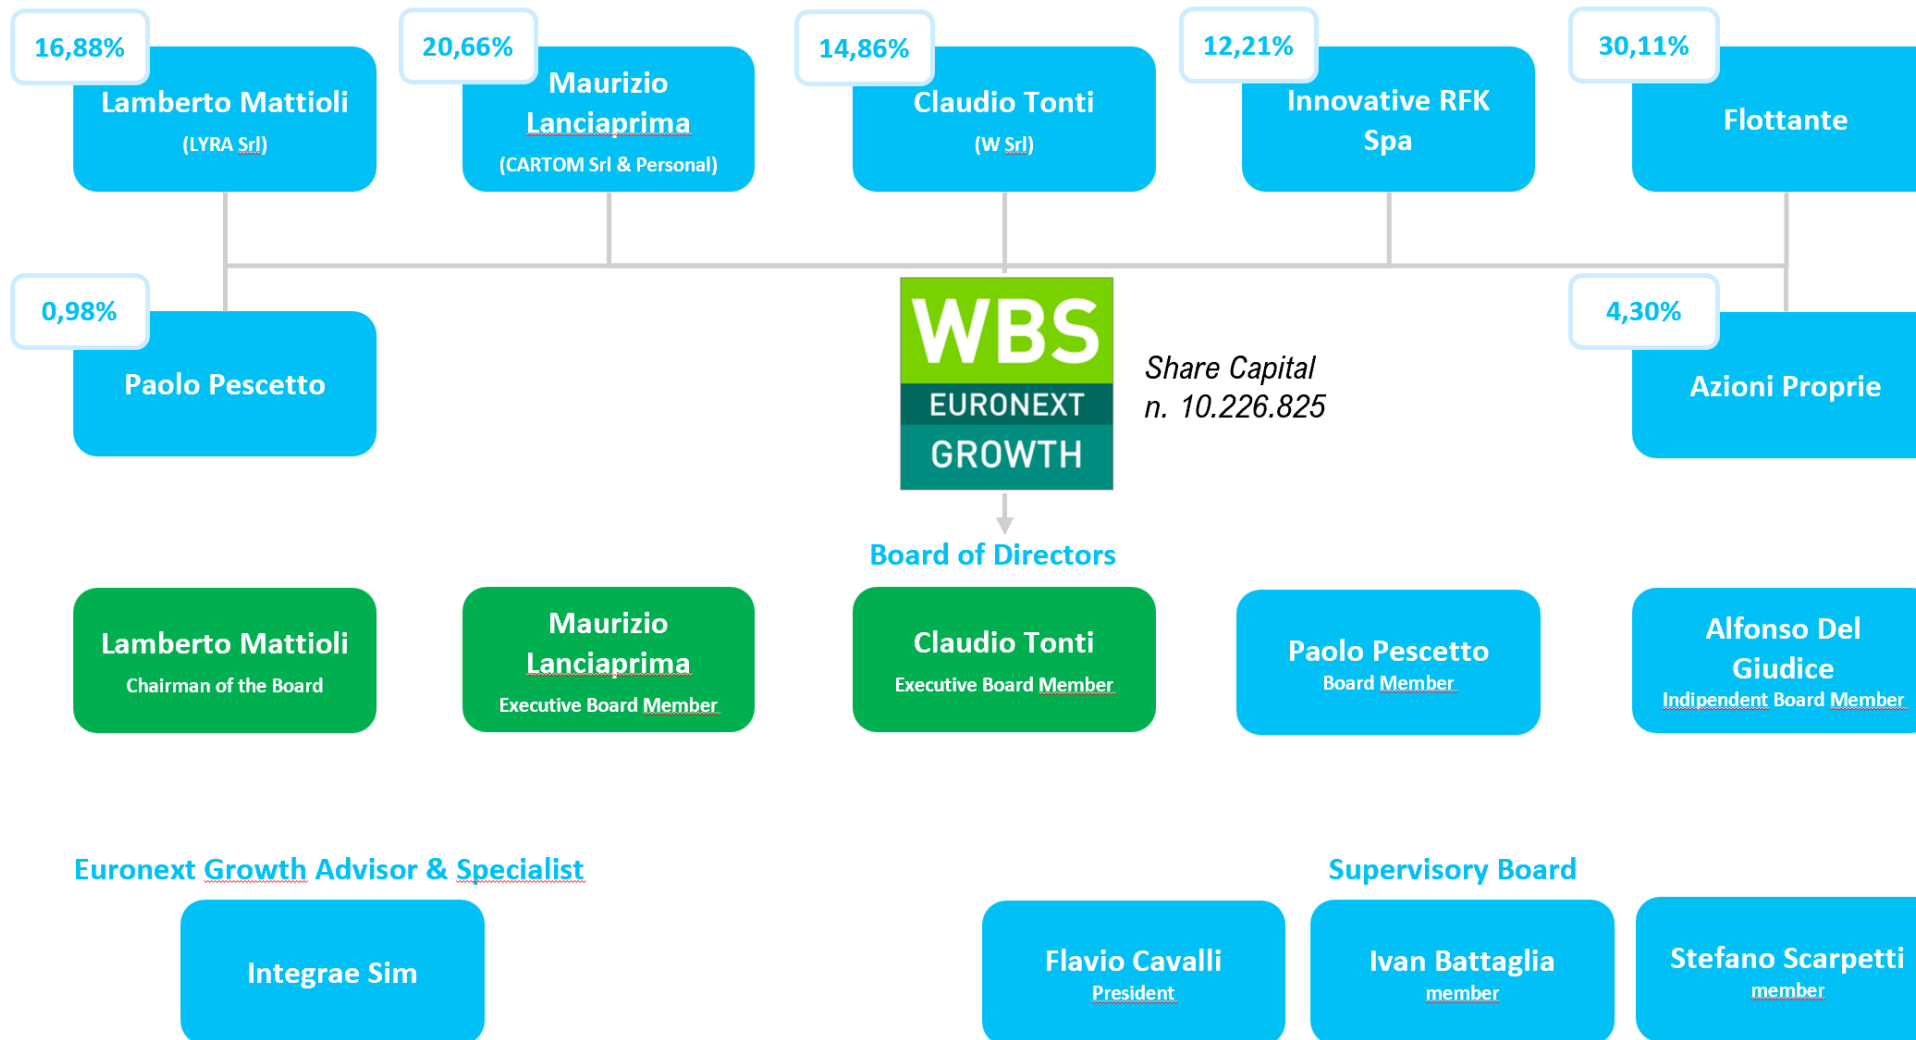 16,88%
Lamberto Mattioli
(LYRA Srl)
20,66%
Maurizio
Lanciaprima
(CARTOM Srl & Personal)
14,86%
Claudio Tonti
(W Srl)
12,21%
Innovative RFK
Spa
30,11%
Flottante
0,98%
Paolo Pescetto
WBS
EURONEXT
GROWTH
Share Capital
n. 10.226.825
4,30%
Azioni Proprie
Board of Directors
Lamberto Mattioli
Chairman of the Board
Maurizio
Lanciaprima
Executive Board Member
Claudio Tonti
Executive Board Member
Paolo Pescetto
Board Member
Alfonso Del
Giudice
Indipendent Board Member
Euronext Growth Advisor & Specialist
Integrae Sim
Supervisory Board
Flavio Cavalli
President
Ivan Battaglia
member
Stefano Scarpetti
member